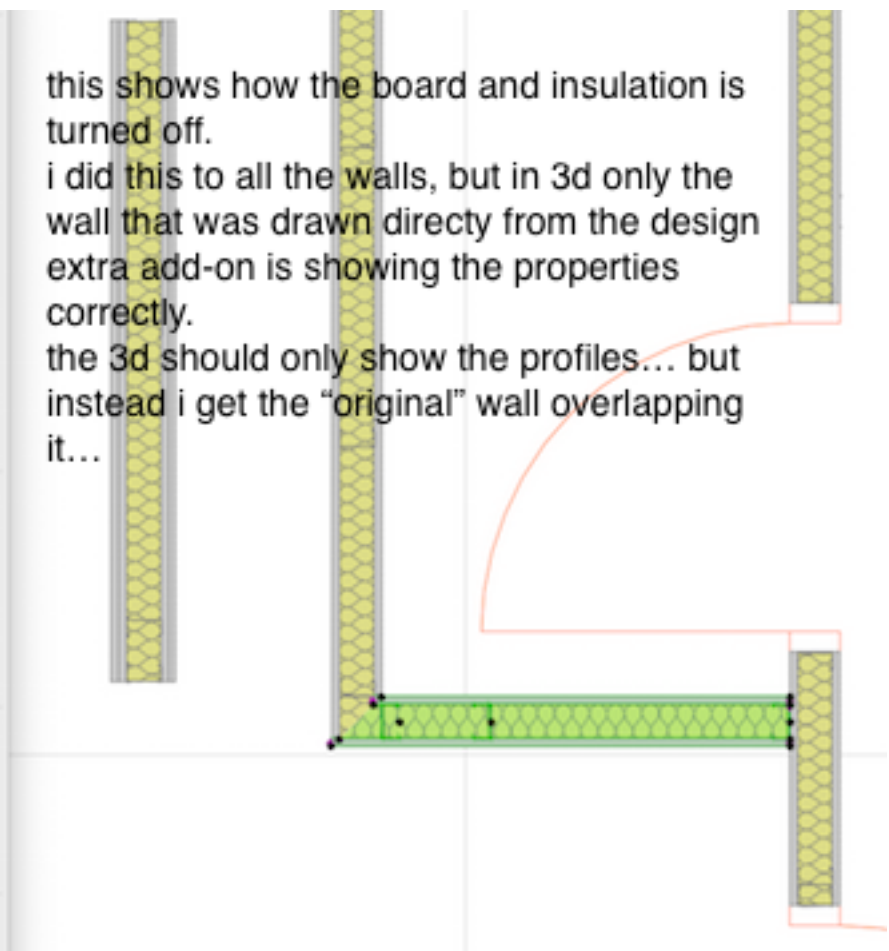 this shows how the board and insulation is
turned off.
i did this to all the walls, but in 3d only the
wall that was drawn directy from the design
extra add-on is showing the properties
correctly.
the 3d should only show the profiles… but
instead i get the “original” wall overlapping
it…